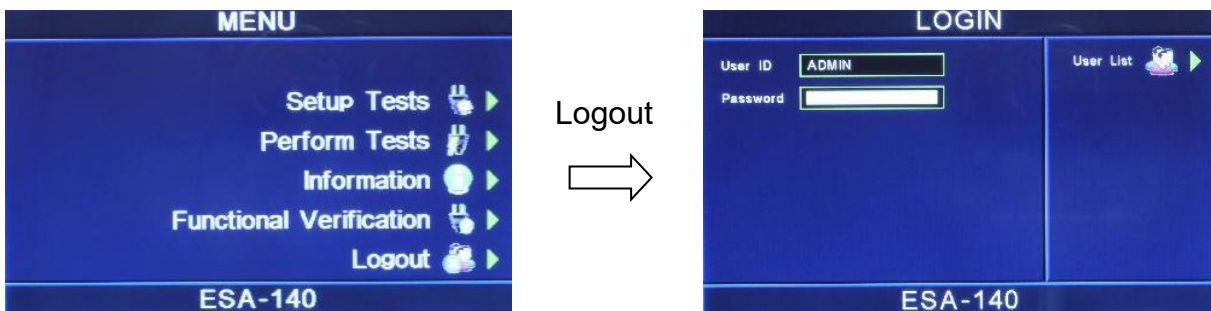 MENU
Setup Tests
Perform Tests
Information
Functional Verification
Logout
ESA-140
Logout
LOGIN
User ID ADMIN
Password
User List
ESA-140